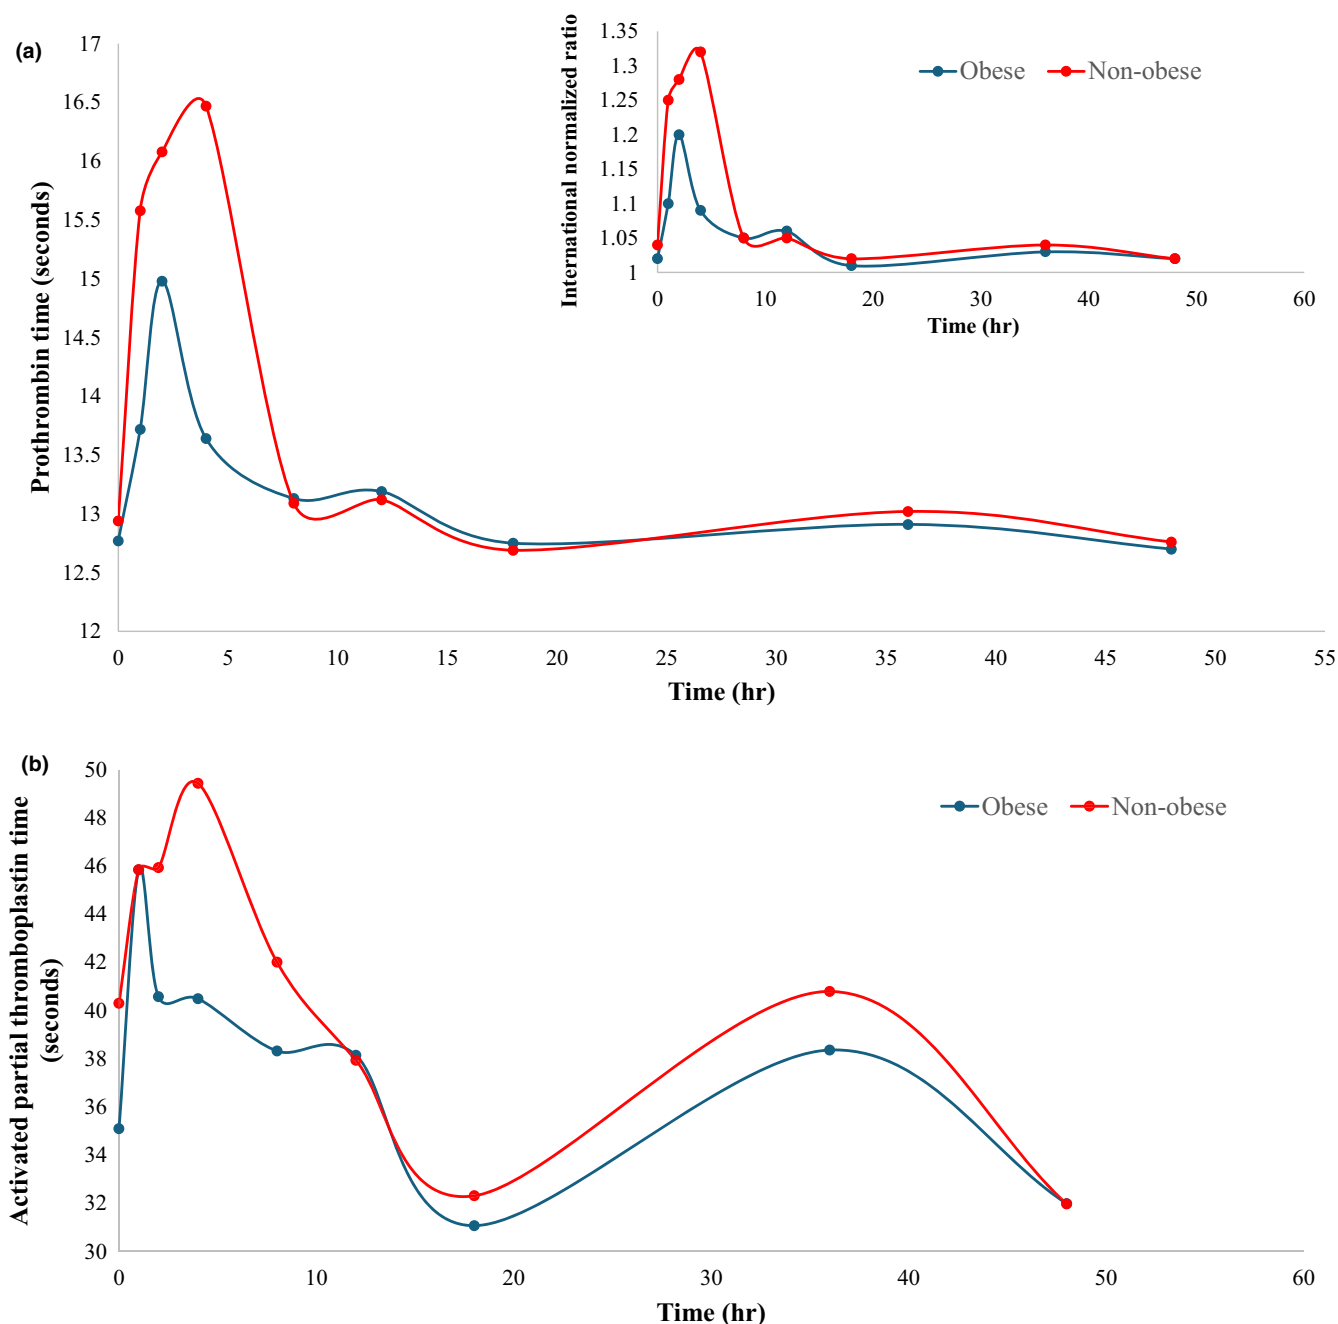 (a)
Prothrombin time (seconds)
17
16.5
16
15.5
15
14.5
14
13.5
13
12.5
12
0 5 10 15 20 25 30 35 40 45 50 55
Time (hr)
International normalized ratio
1.35
1.3
1.25
1.2
1.15
1.1
1.05
1
0 10 20 30 40 50 60
Time (hr)
Obese Non-obese
(b)
Activated partial thromboplastin time
(seconds)
50
48
46
44
42
40
38
36
34
32
30
0 10 20 30 40 50 60
Time (hr)
Obese Non-obese